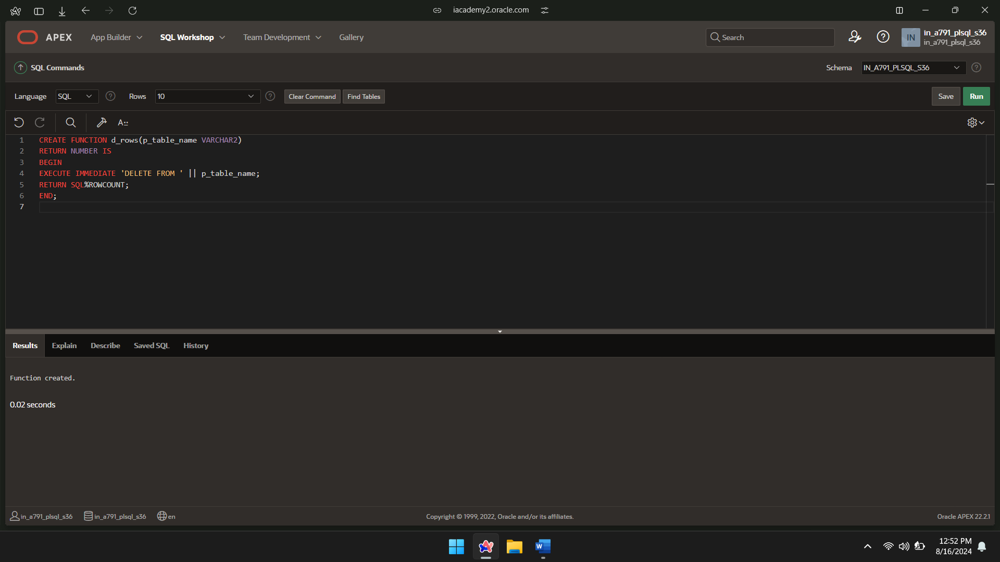 iacademy2.oracle.com
APEX App Builder SQL Workshop Team Development Gallery Search IN in_a791_plsql_s36
in_a791_plsql_s36
SQL Commands Schema IN_A791_PLSQL_S36
Language SQL Rows 10 Clear Command Find Tables Save Run
A
1 CREATE FUNCTION d_rows(p_table_name VARCHAR2)
2 RETURN NUMBER IS
3 BEGIN
4 EXECUTE IMMEDIATE 'DELETE FROM ' || p_table_name;
5 RETURN SQL%ROWCOUNT;
6 END;
7
Results Explain Describe Saved SQL History
Function created.
0.02 seconds
in_a791_plsql_s36 in_a791_plsql_s36 en Copyright © 1999, 2022, Oracle and/or its affiliates. Oracle APEX 22.2.1
W 12:52 PM
8/16/2024